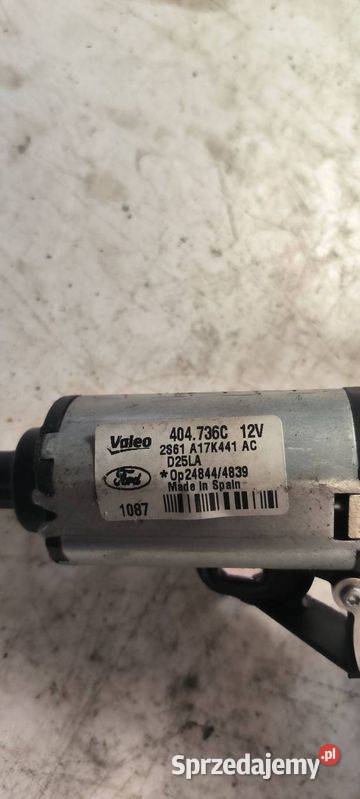 Valeo 404.736C 12V
2S61 A17K441 AC
D25LA
Ford *Op24844/4839
Made in Spain
1087
Sprzedajemy.pl